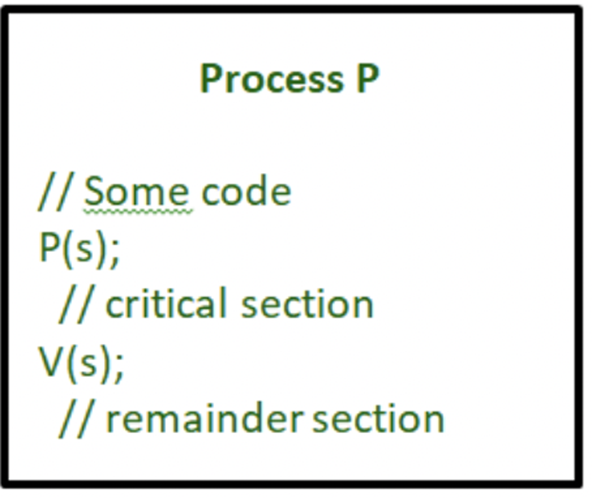 Process P
// Some code
P(s);
// critical section
V(s);
// remainder section